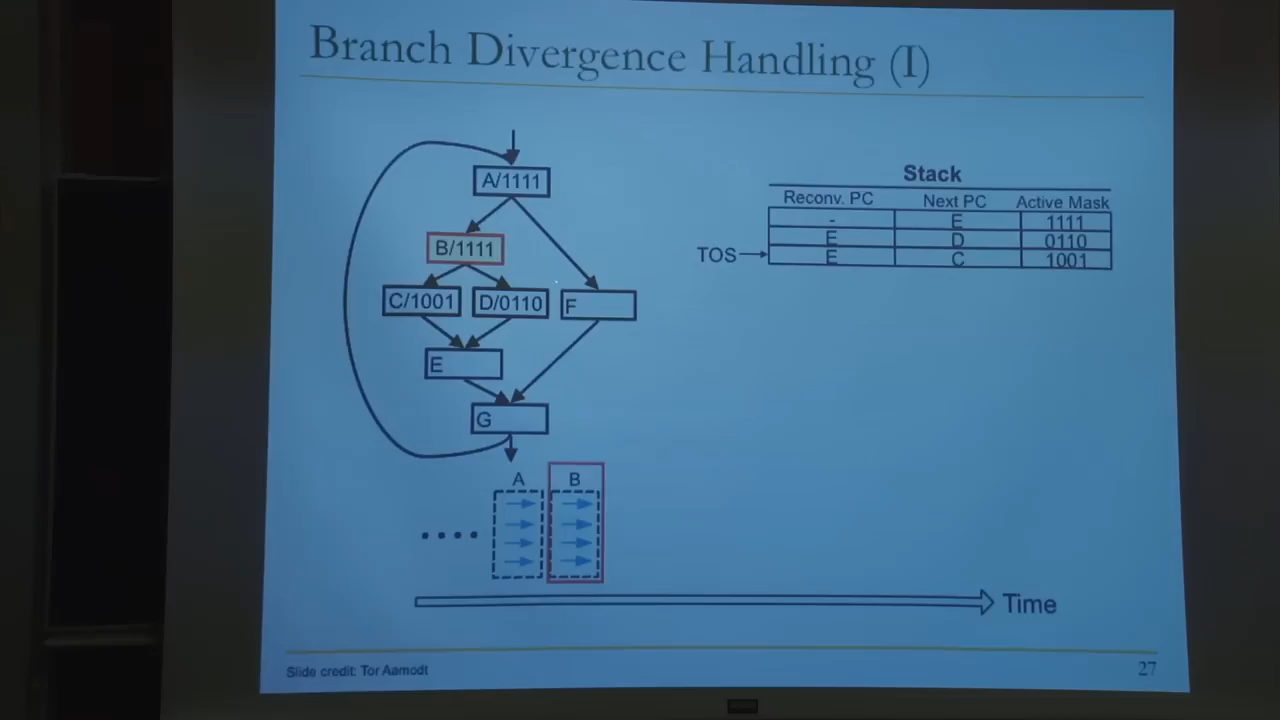 Branch Divergence Handling (I)
A/1111
B/1111
C/1001 D/0110 F
E
G
Stack
Reconv. PC Next PC Active Mask
- E 1111
E D 0110
TOS E C 1001
A B
Time
Slide credit: Tor Aamodt 27